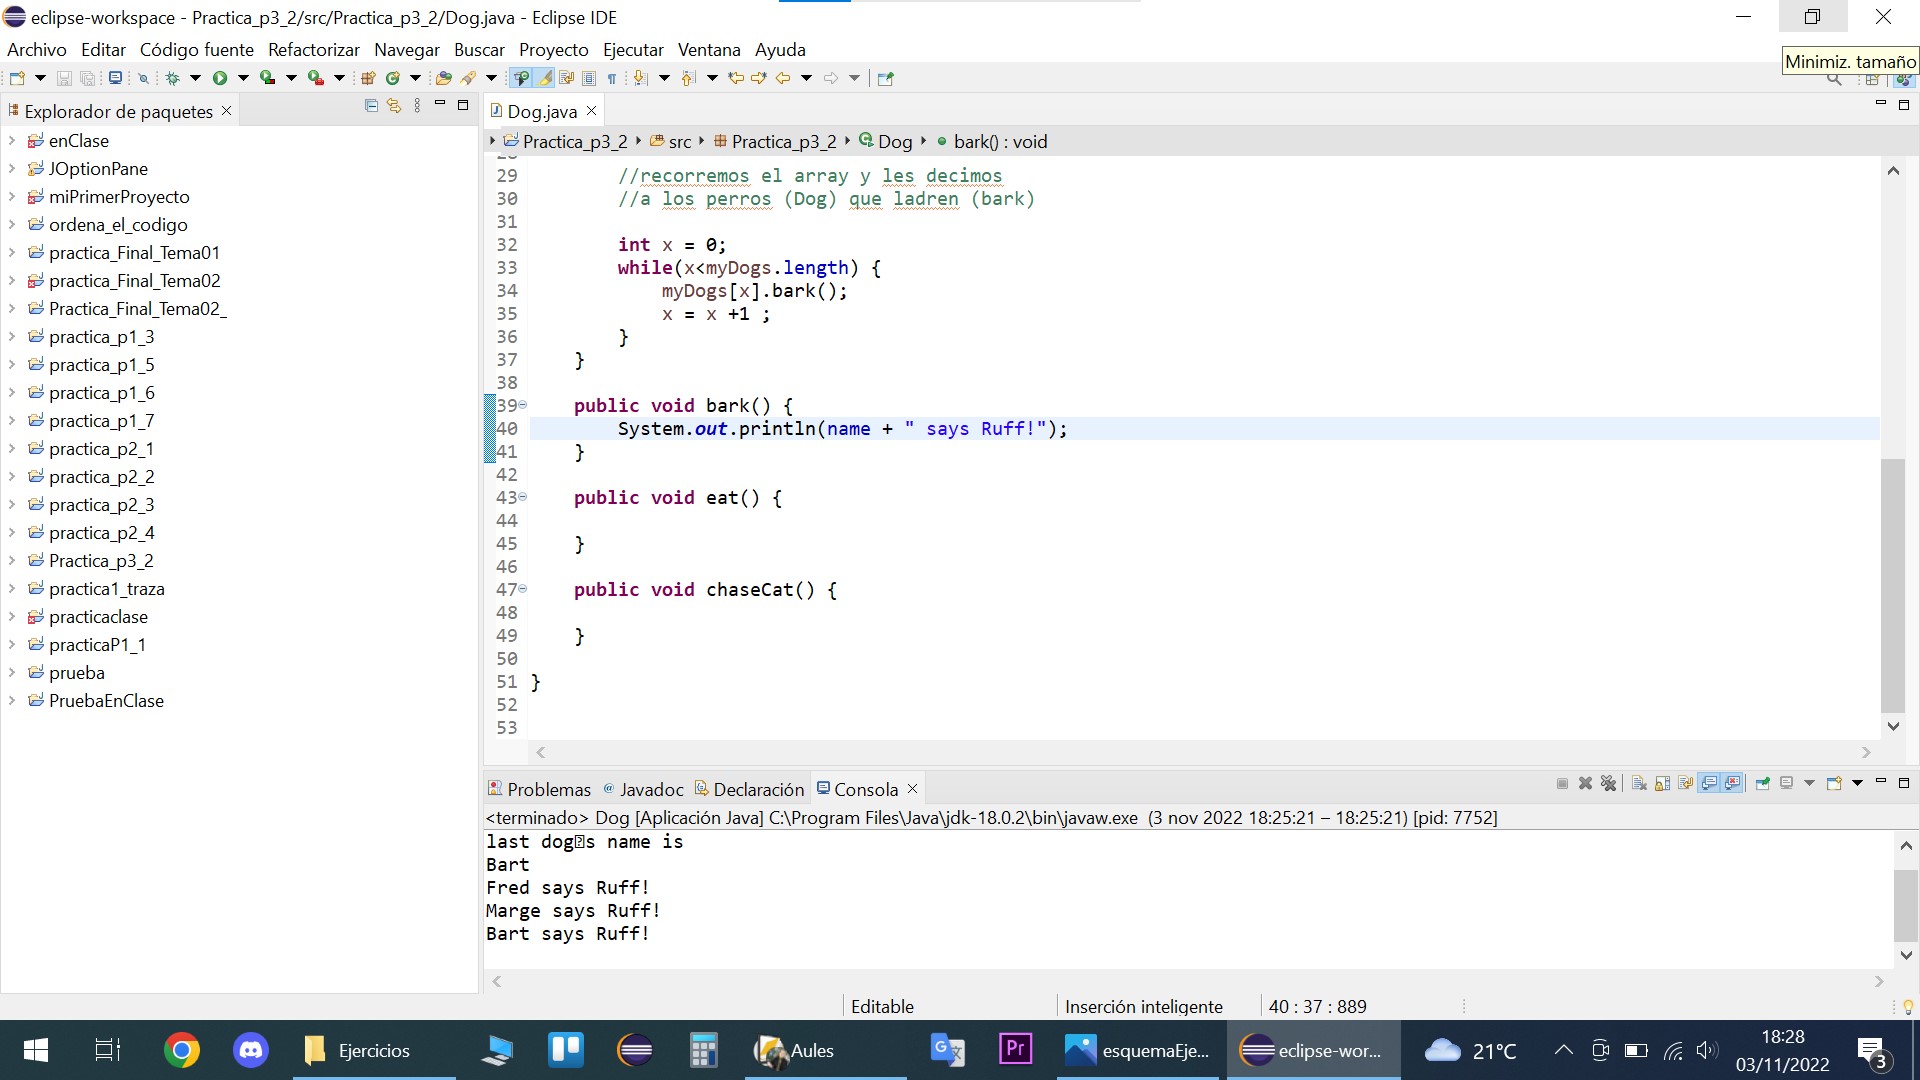 eclipse-workspace - Practica_p3_2/src/Practica_p3_2/Dog.java - Eclipse IDE
Archivo Editar Código fuente Refactorizar Navegar Buscar Proyecto Ejecutar Ventana Ayuda
Minimiz. tamaño
Explorador de paquetes
enClase
JOptionPane
miPrimerProyecto
ordena_el_codigo
practica_Final_Tema01
practica_Final_Tema02
Practica_Final_Tema02_
practica_p1_3
practica_p1_5
practica_p1_6
practica_p1_7
practica_p2_1
practica_p2_2
practica_p2_3
practica_p2_4
Practica_p3_2
practica1_traza
practicaclase
practicaP1_1
prueba
PruebaEnClase
Dog.java
Practica_p3_2 src Practica_p3_2 Dog bark() : void
29 //recorremos el array y les decimos
30 //a los perros (Dog) que ladren (bark)
31
32 int x = 0;
33 while(x<myDogs.length) {
34 myDogs[x].bark();
35 x = x +1 ;
36 }
37 }
38
39 public void bark() {
40 System.out.println(name + " says Ruff!");
41 }
42
43 public void eat() {
44
45 }
46
47 public void chaseCat() {
48
49 }
50
51 }
52
53
Problemas Javadoc Declaración Consola
<terminado> Dog [Aplicación Java] C:\Program Files\Java\jdk-18.0.2\bin\javaw.exe (3 nov 2022 18:25:21 – 18:25:21) [pid: 7752]
last dog�s name is
Bart
Fred says Ruff!
Marge says Ruff!
Bart says Ruff!
Editable Inserción inteligente 40 : 37 : 889
Ejercicios
Aules
Pr
esquemaEje...
eclipse-wor...
21°C
18:28
03/11/2022
3